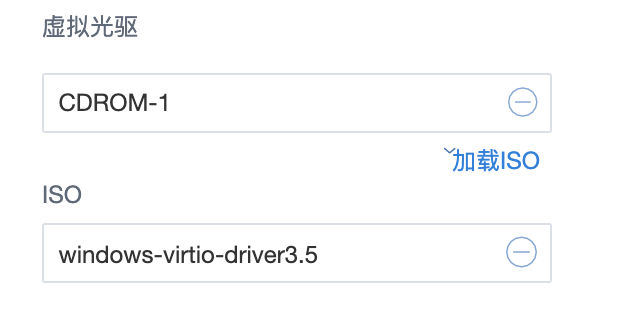 虚拟光驱
CDROM-1
加载ISO
ISO
windows-virtio-driver3.5